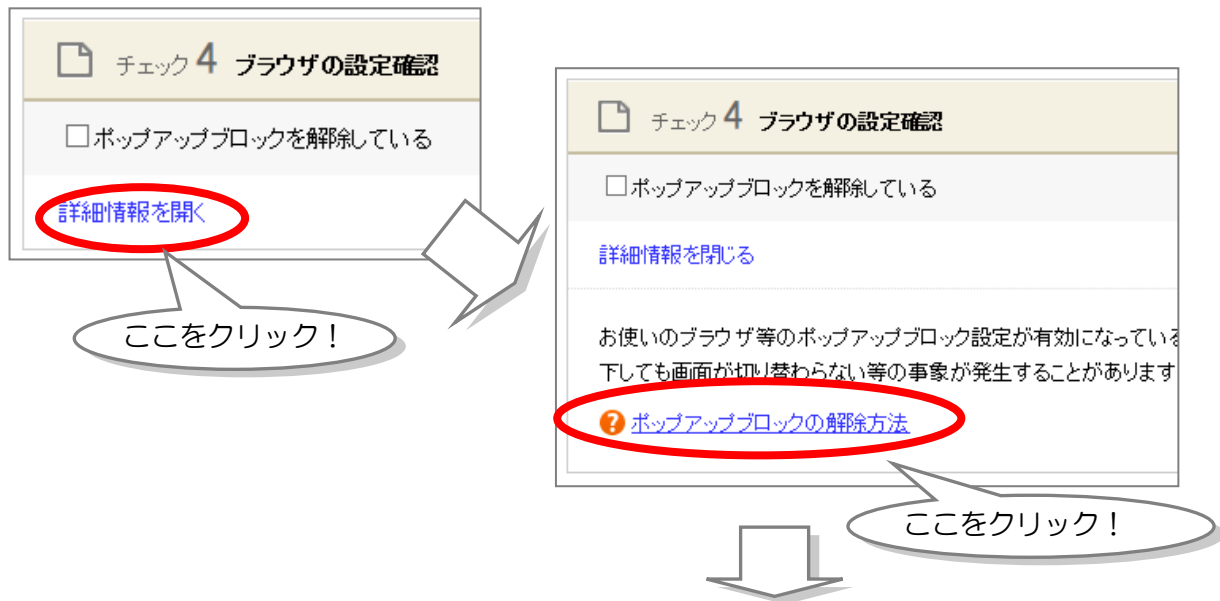 チェック4 ブラウザの設定確認
□ポップアップブロックを解除している
詳細情報を開く
ここをクリック！
チェック4 ブラウザの設定確認
□ポップアップブロックを解除している
詳細情報を閉じる
お使いのブラウザ等のポップアップブロック設定が有効になっている
下しても画面が切り替わらない等の事象が発生することがあります
?ポップアップブロックの解除方法
ここをクリック！